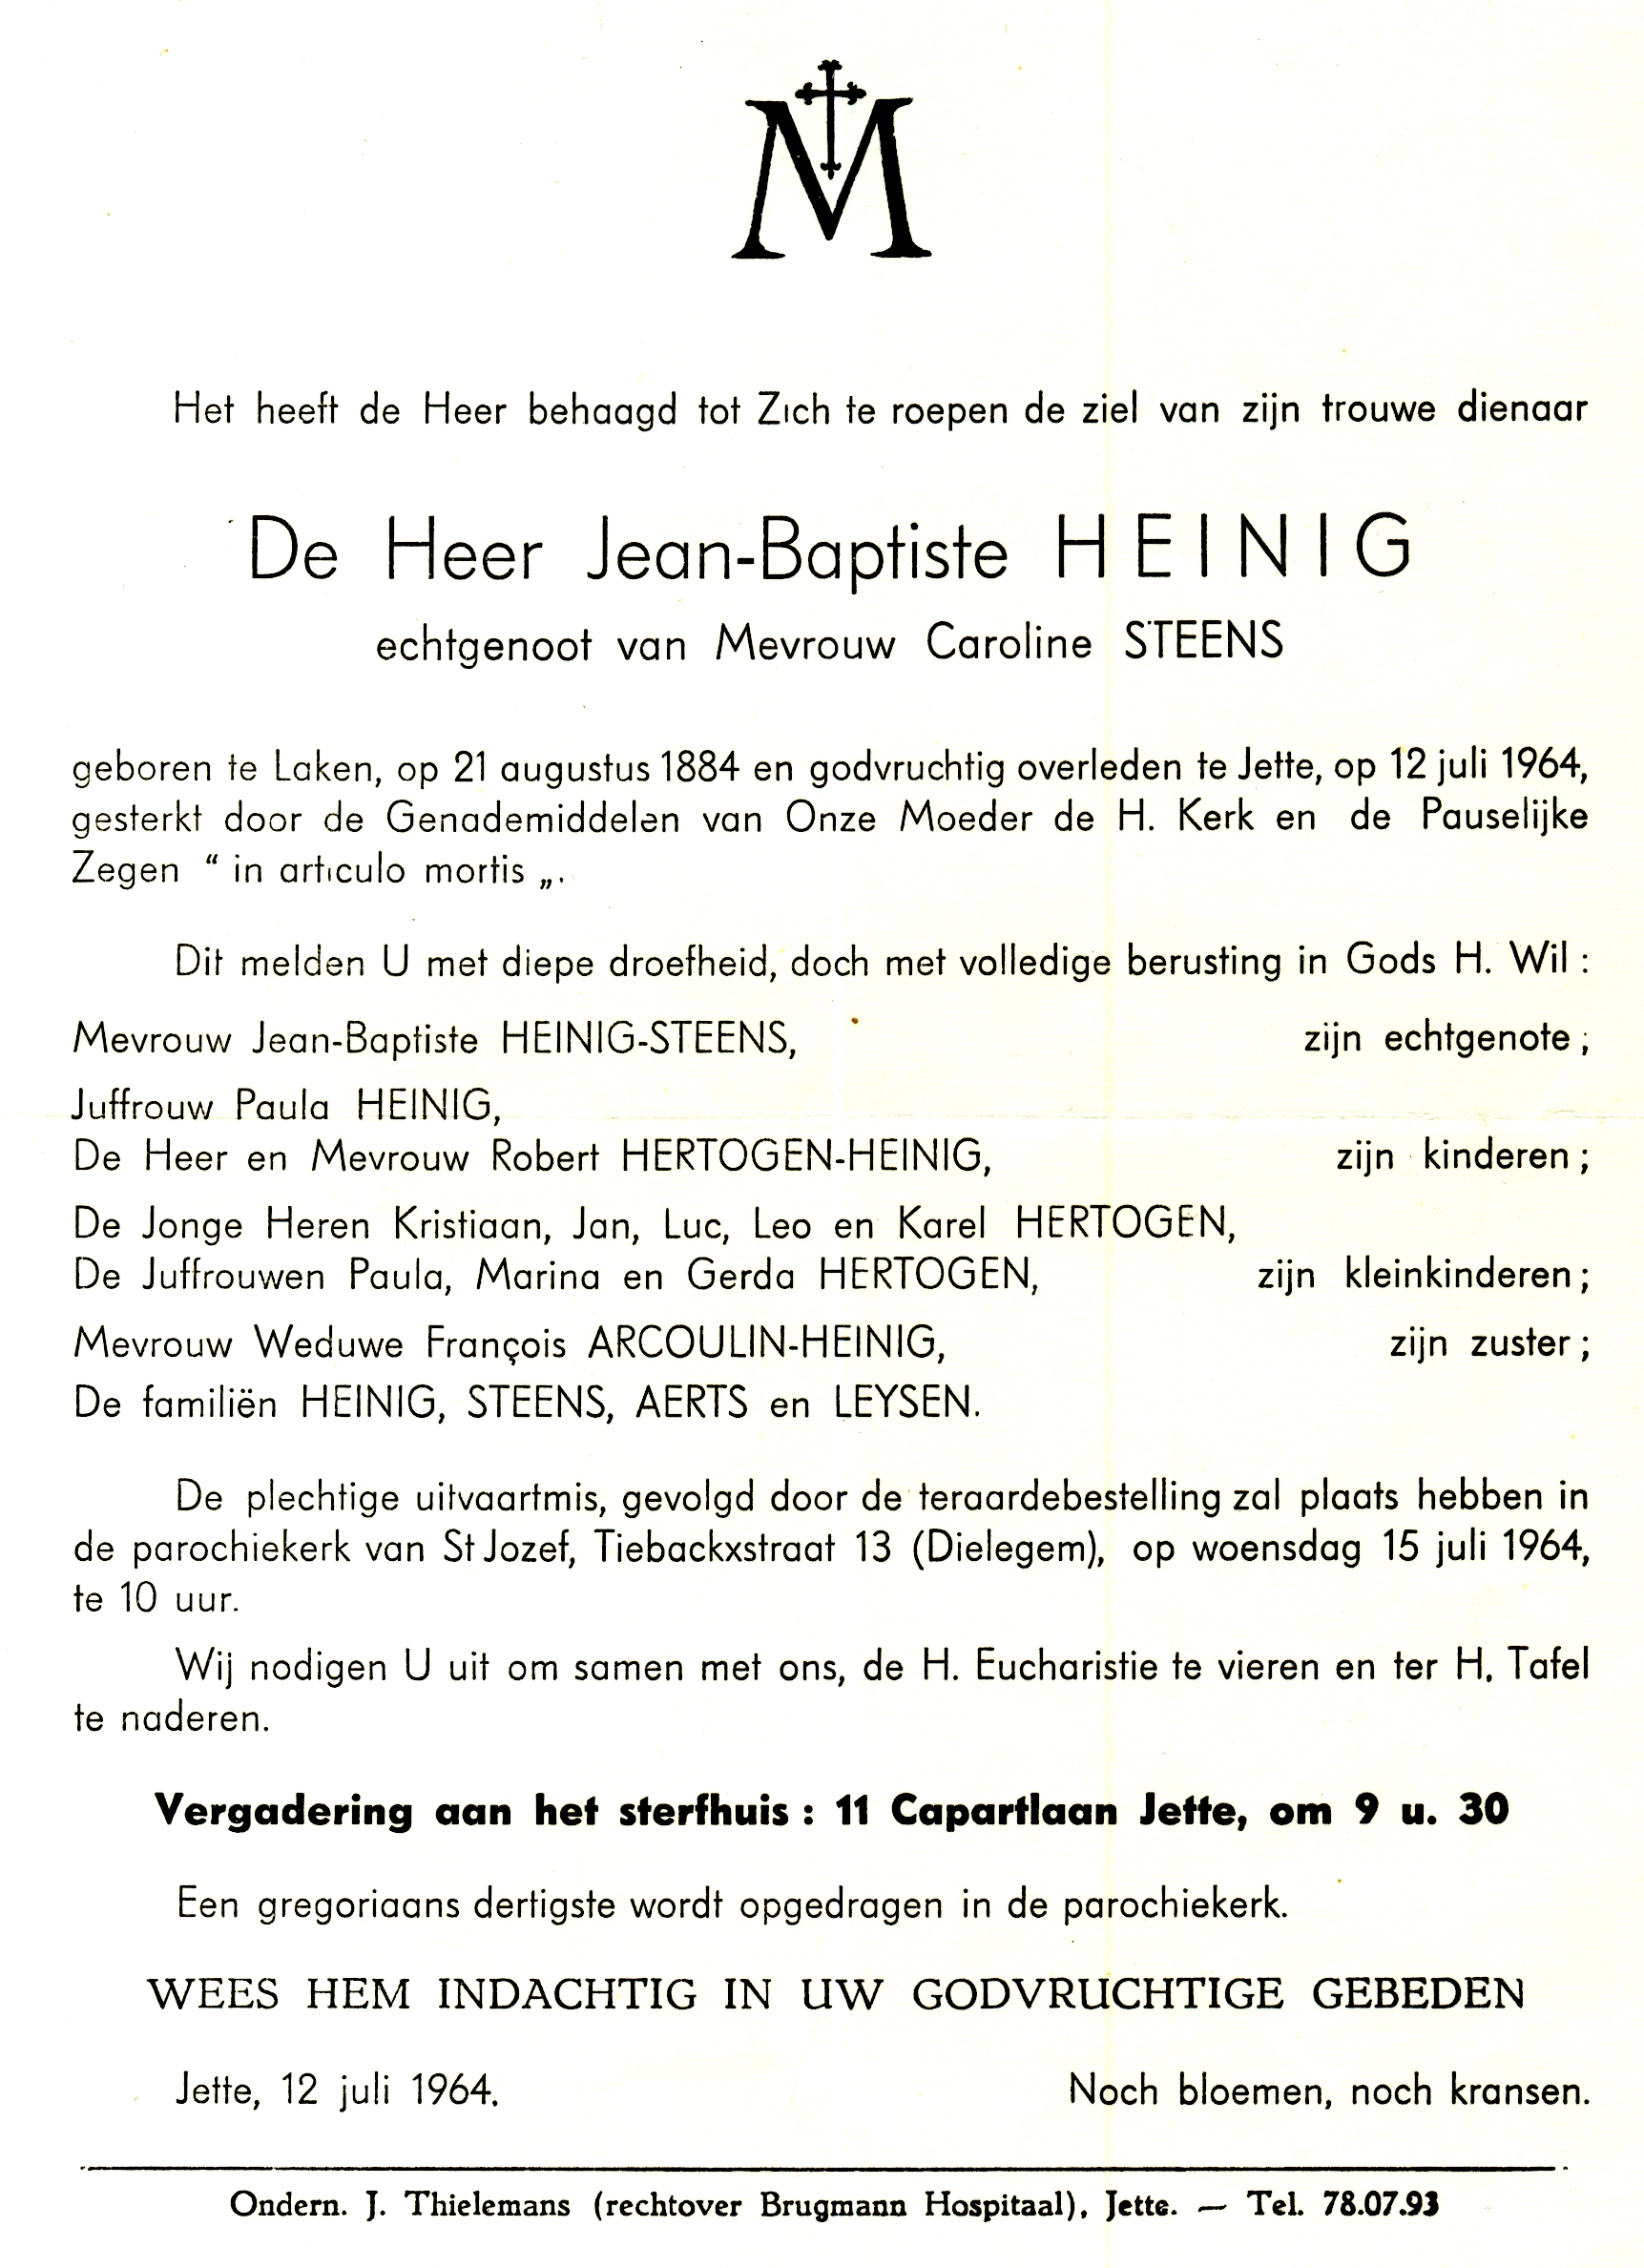 M
Het heeft de Heer behaagd tot Zich te roepen de ziel van zijn trouwe dienaar
De Heer Jean-Baptiste HEINIG
echtgenoot van Mevrouw Caroline STEENS
geboren te Laken, op 21 augustus 1884 en godvruchtig overleden te Jette, op 12 juli 1964,
gesterkt door de Genademiddelen van Onze Moeder de H. Kerk en de Pauselijke
Zegen “ in articulo mortis „.
Dit melden U met diepe droefheid, doch met volledige berusting in Gods H. Wil :
Mevrouw Jean-Baptiste HEINIG-STEENS, zijn echtgenote ;
Juffrouw Paula HEINIG,
De Heer en Mevrouw Robert HERTOGEN-HEINIG, zijn kinderen ;
De Jonge Heren Kristiaan, Jan, Luc, Leo en Karel HERTOGEN,
De Juffrouwen Paula, Marina en Gerda HERTOGEN, zijn kleinkinderen ;
Mevrouw Weduwe François ARCOULIN-HEINIG, zijn zuster ;
De familiën HEINIG, STEENS, AERTS en LEYSEN.
De plechtige uitvaartmis, gevolgd door de teraardebestelling zal plaats hebben in
de parochiekerk van St Jozef, Tiebackxstraat 13 (Dielegem), op woensdag 15 juli 1964,
te 10 uur.
Wij nodigen U uit om samen met ons, de H. Eucharistie te vieren en ter H. Tafel
te naderen.
Vergadering aan het sterfhuis : 11 Capartlaan Jette, om 9 u. 30
Een gregoriaans dertigste wordt opgedragen in de parochiekerk.
WEES HEM INDACHTIG IN UW GODVRUCHTIGE GEBEDEN
Jette, 12 juli 1964. Noch bloemen, noch kransen.
Ondern. J. Thielemans (rechtover Brugmann Hospitaal), Jette. — Tel. 78.07.93